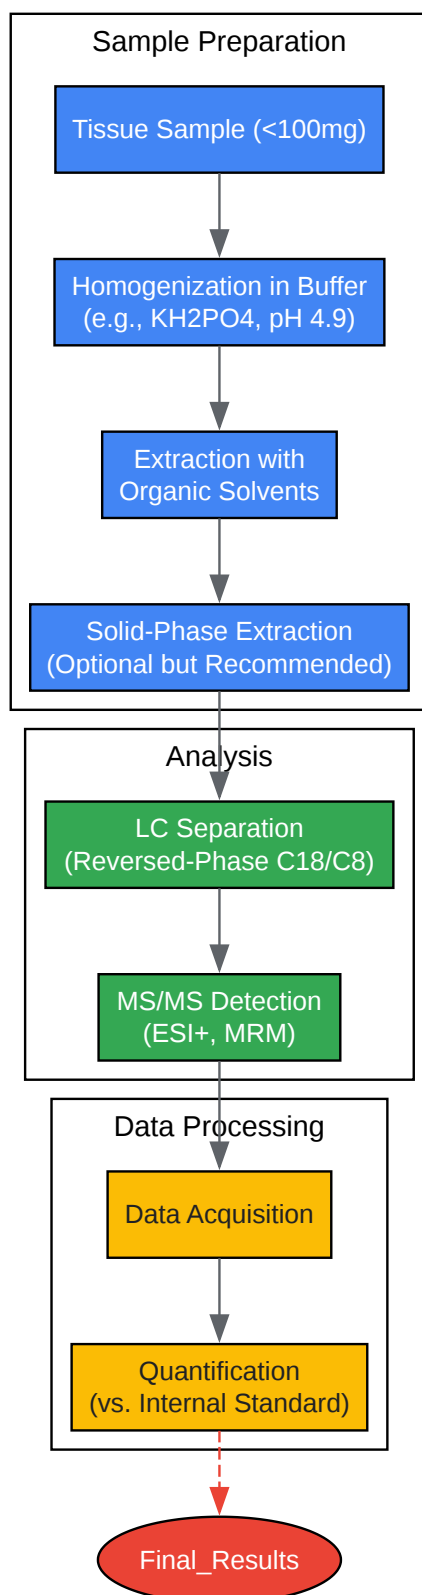 Sample Preparation
Tissue Sample (<100mg)
Homogenization in Buffer
(e.g., KH2PO4, pH 4.9)
Extraction with
Organic Solvents
Solid-Phase Extraction
(Optional but Recommended)
Analysis
LC Separation
(Reversed-Phase C18/C8)
MS/MS Detection
(ESI+, MRM)
Data Processing
Data Acquisition
Quantification
(vs. Internal Standard)
Final_Results